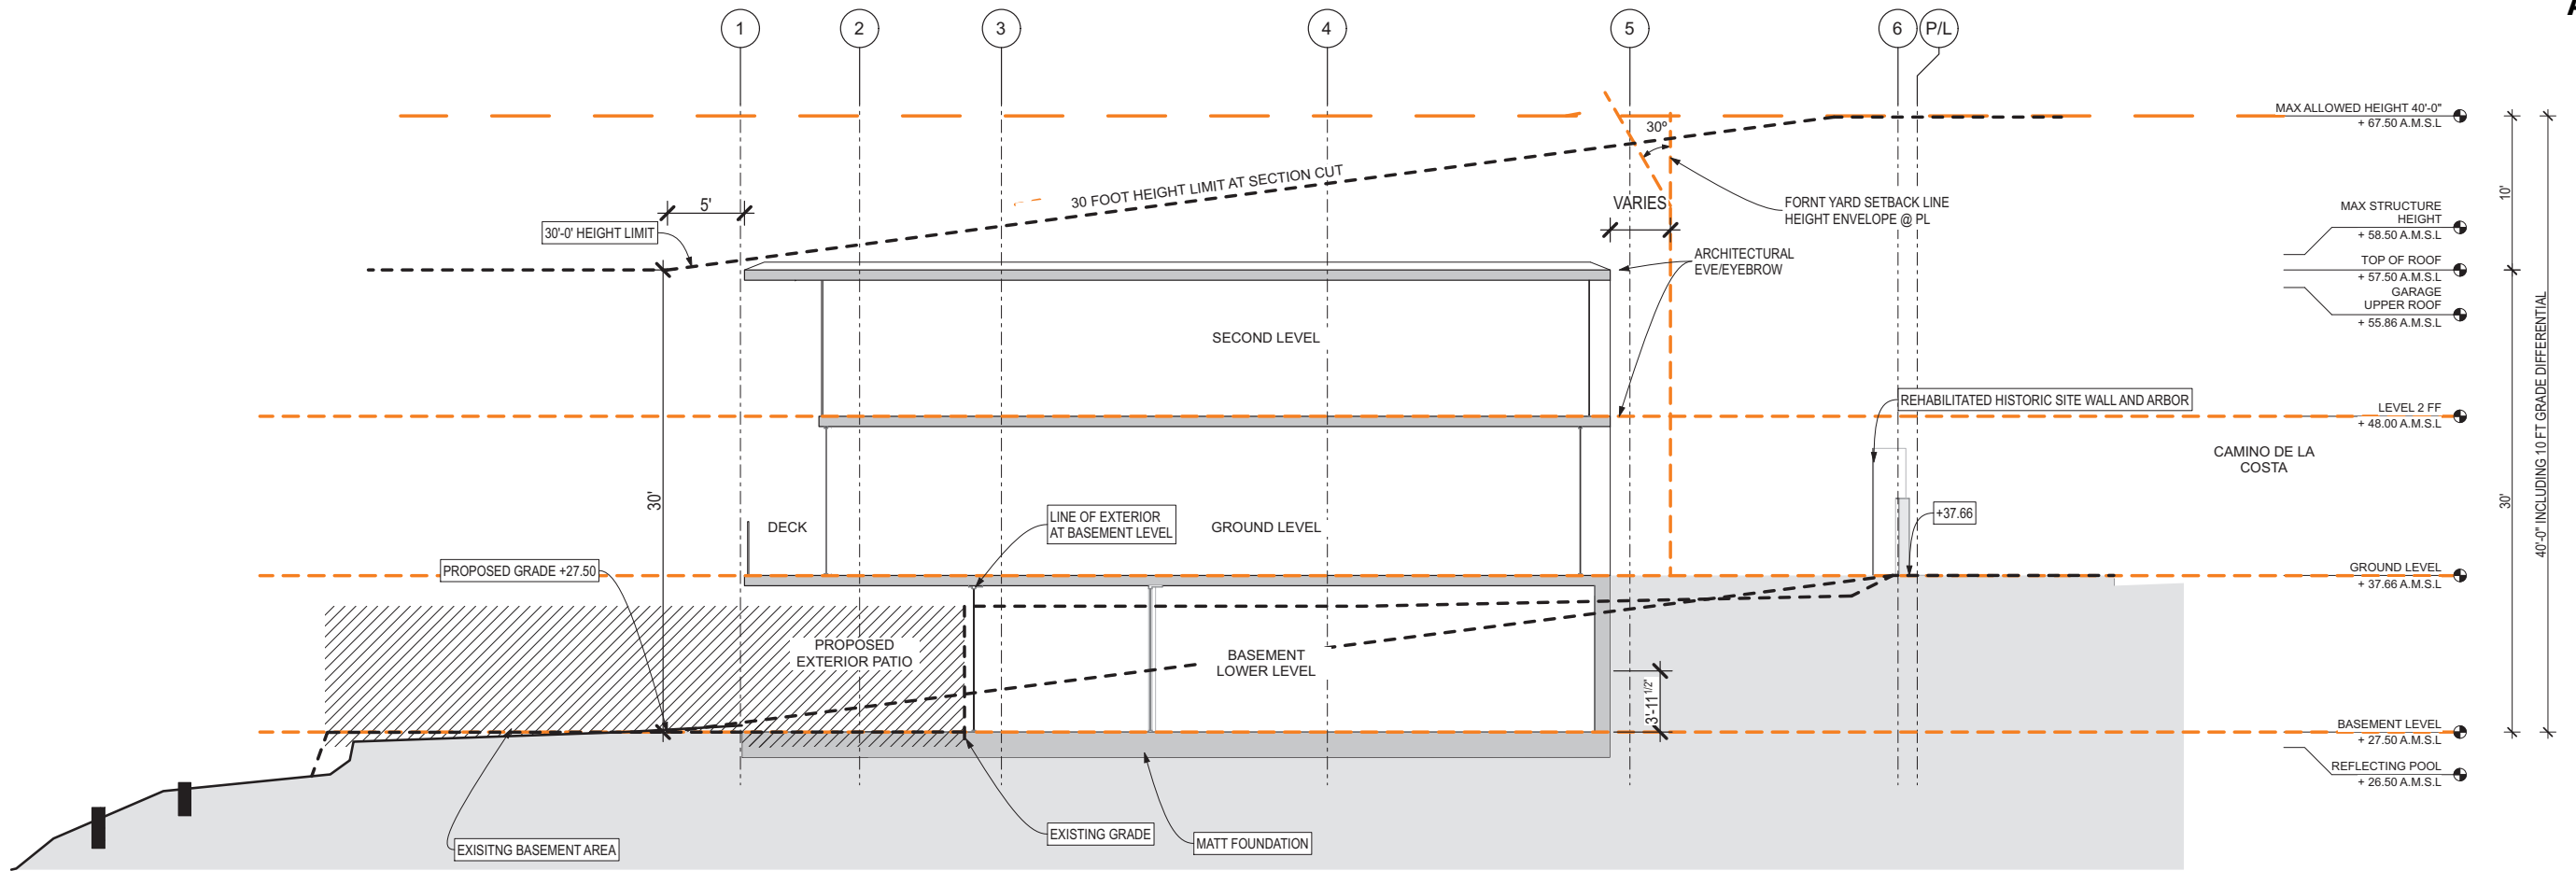 1
2
3
4
5
6
P/L
MAX ALLOWED HEIGHT 40'-0"
+ 67.50 A.M.S.L
30º
30 FOOT HEIGHT LIMIT AT SECTION CUT
5'
VARIES
FORNT YARD SETBACK LINE
HEIGHT ENVELOPE @ PL
10'
MAX STRUCTURE
HEIGHT
+ 58.50 A.M.S.L
30'-0' HEIGHT LIMIT
ARCHITECTURAL
EVE/EYEBROW
TOP OF ROOF
+ 57.50 A.M.S.L
GARAGE
UPPER ROOF
+ 55.86 A.M.S.L
SECOND LEVEL
REHABILITATED HISTORIC SITE WALL AND ARBOR
LEVEL 2 FF
+ 48.00 A.M.S.L
CAMINO DE LA
COSTA
40'-0" INCLUDING 10 FT GRADE DIFFERENTIAL
30'
30'
DECK
LINE OF EXTERIOR
AT BASEMENT LEVEL
GROUND LEVEL
+37.66
PROPOSED GRADE +27.50
GROUND LEVEL
+ 37.66 A.M.S.L
PROPOSED
EXTERIOR PATIO
BASEMENT
LOWER LEVEL
3'-11 1/2"
BASEMENT LEVEL
+ 27.50 A.M.S.L
REFLECTING POOL
+ 26.50 A.M.S.L
EXISITNG BASEMENT AREA
EXISTING GRADE
MATT FOUNDATION